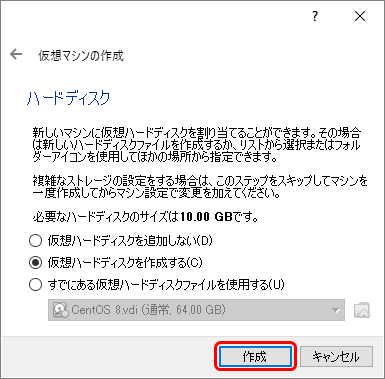 ?
仮想マシンの作成
ハードディスク
新しいマシンに仮想ハードディスクを割り当てることができます。その場合
は新しいハードディスクファイルを作成するか、リストから選択またはフォル
ダーアイコンを使用してほかの場所から指定できます。
複雑なストレージの設定をする場合は、このステップをスキップしてマシンを
一度作成してからマシン設定で変更を加えてください。
必要なハードディスクのサイズは10.00 GBです。
仮想ハードディスクを追加しない(D)
仮想ハードディスクを作成する(C)
すでにある仮想ハードディスクファイルを使用する(U)
CentOS 8.vdi (通常, 64.00 GB)
作成
キャンセル